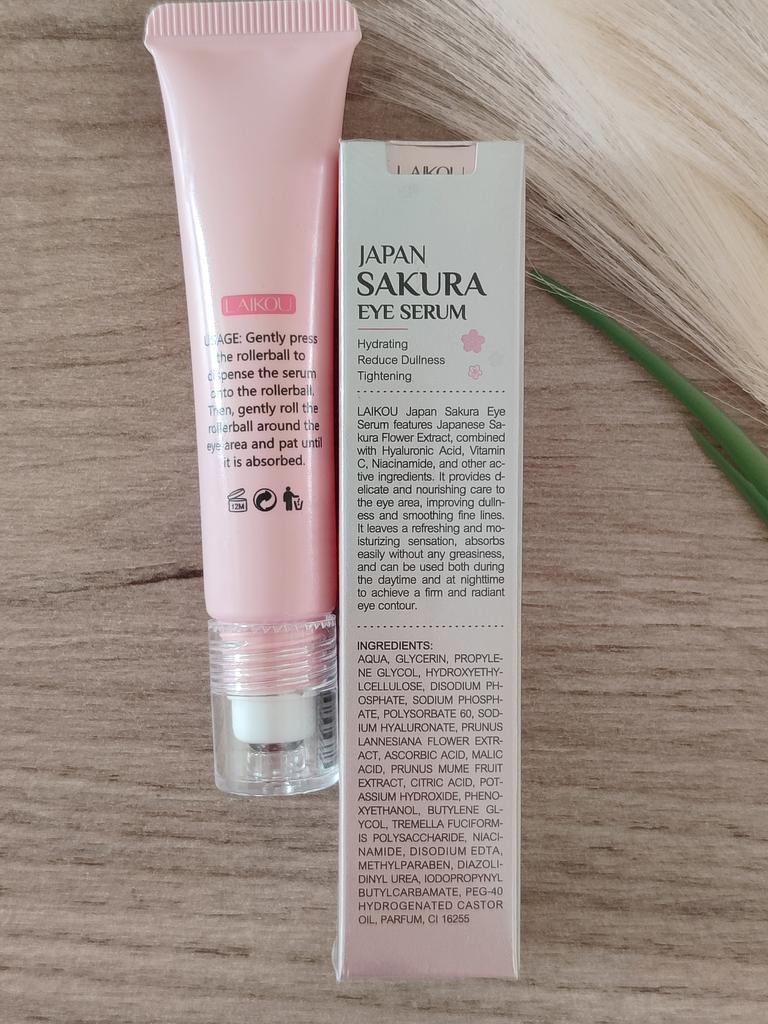 LAIKOU
USAGE: Gently press
the rollerball to
dispense the serum
onto the rollerball.
Then, gently roll the
rollerball around the
eye area and pat until
it is absorbed.
12M
LAIKOU
JAPAN
SAKURA
EYE SERUM
Hydrating
Reduce Dullness
Tightening
LAIKOU Japan Sakura Eye
Serum features Japanese Sa-
kura Flower Extract, combined
with Hyaluronic Acid, Vitamin
C, Niacinamide, and other ac-
tive ingredients. It provides d-
elicate and nourishing care to
the eye area, improving dulln-
ess and smoothing fine lines.
It leaves a refreshing and mo-
isturizing sensation, absorbs
easily without any greasiness,
and can be used both during
the daytime and at nighttime
to achieve a firm and radiant
eye contour.
INGREDIENTS:
AQUA, GLYCERIN, PROPYLE-
NE GLYCOL, HYDROXYETHY-
LCELLULOSE, DISODIUM PH-
OSPHATE, SODIUM PHOSPH-
ATE, POLYSORBATE 60, SOD-
IUM HYALURONATE, PRUNUS
LANNESIANA FLOWER EXTR-
ACT, ASCORBIC ACID, MALIC
ACID, PRUNUS MUME FRUIT
EXTRACT, CITRIC ACID, POT-
ASSIUM HYDROXIDE, PHENO-
XYETHANOL, BUTYLENE GL-
YCOL, TREMELLA FUCIFORM-
IS POLYSACCHARIDE, NIACI-
NAMIDE, DISODIUM EDTA,
METHYLPARABEN, DIAZOLI-
DINYL UREA, IODOPROPYNYL
BUTYLCARBAMATE, PEG-40
HYDROGENATED CASTOR
OIL, PARFUM, CI 16255